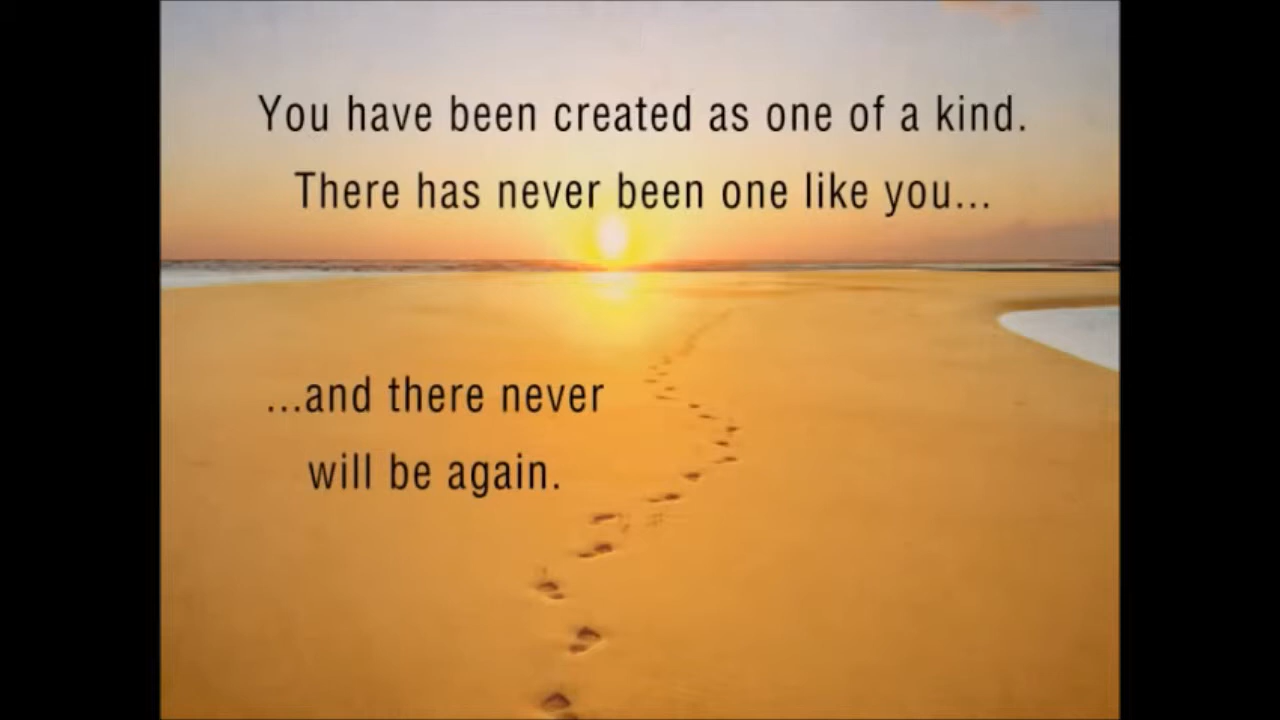 You have been created as one of a kind.
There has never been one like you...
...and there never
will be again.